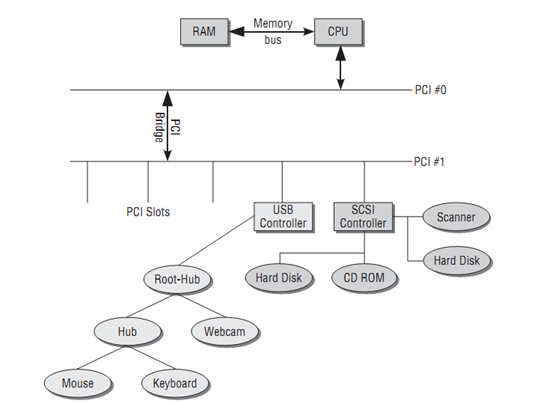 RAM
Memory
bus
CPU
PCI #0
PCI
Bridge
PCI #1
PCI Slots
USB
Controller
SCSI
Controller
Scanner
Hard Disk
Root-Hub
Hard Disk
CD ROM
Hub
Webcam
Mouse
Keyboard